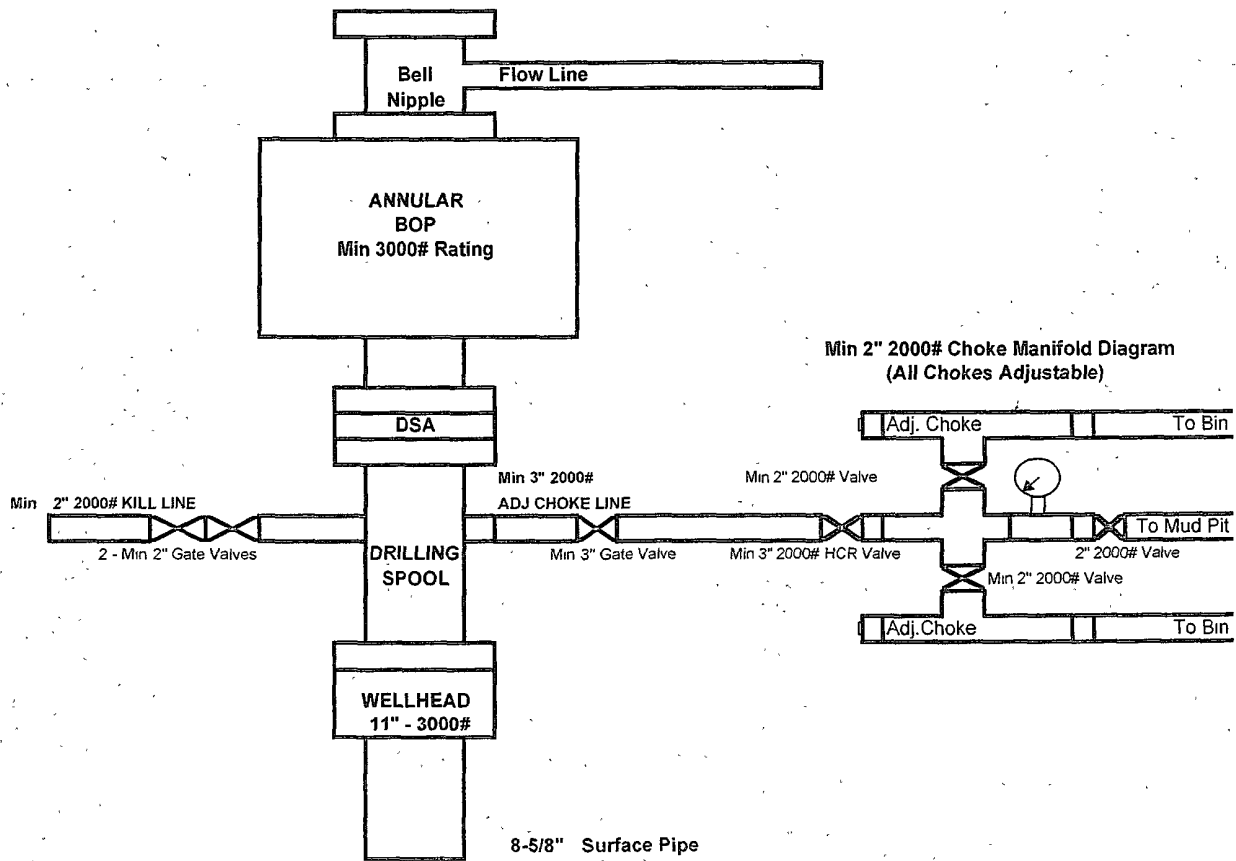 Bell
Nipple
Flow Line
ANNULAR
BOP
Min 3000# Rating
Min 2" 2000# Choke Manifold Diagram
(All Chokes Adjustable)
DSA
Adj. Choke
To Bin
Min 3" 2000#
Min 2" 2000# Valve
Min 2" 2000# KILL LINE
ADJ CHOKE LINE
To Mud Pit
2 - Min 2" Gate Valves
DRILLING
SPOOL
Min 3" Gate Valve
Min 3" 2000# HCR Valve
2" 2000# Valve
Min 2" 2000# Valve
Adj.Choke
To Bin
WELLHEAD
11" - 3000#
8-5/8" Surface Pipe